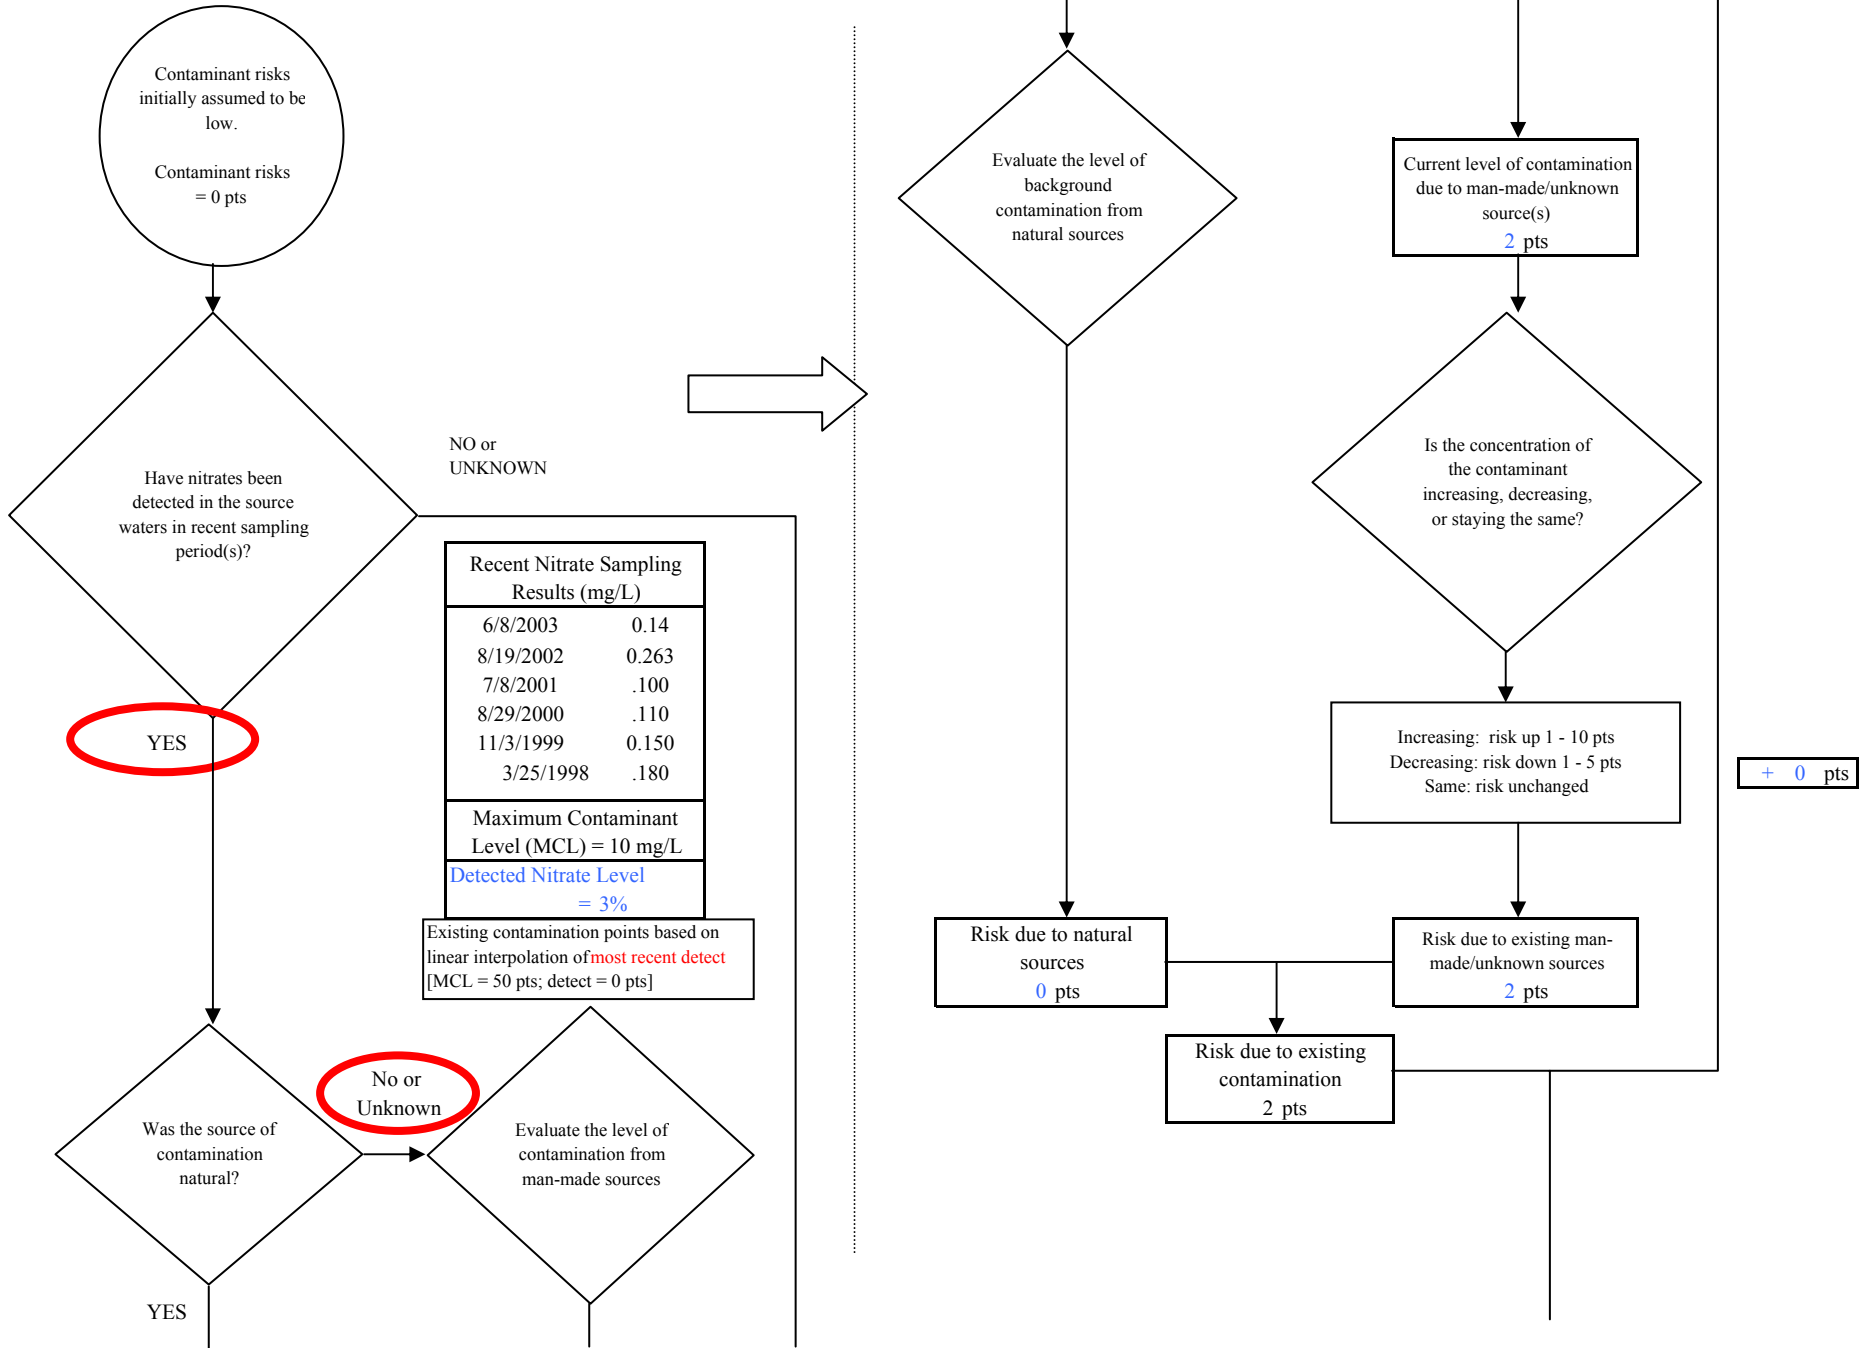 Contaminant risks
initially assumed to be
low.
Contaminant risks
= 0 pts
Have nitrates been
detected in the source
waters in recent sampling
period(s)?
NO or
UNKNOWN
YES
Recent Nitrate Sampling
Results (mg/L)
6/8/2003 0.14
8/19/2002 0.263
7/8/2001 .100
8/29/2000 .110
11/3/1999 0.150
3/25/1998 .180
Maximum Contaminant
Level (MCL) = 10 mg/L
Detected Nitrate Level
= 3%
Existing contamination points based on
linear interpolation of most recent detect
[MCL = 50 pts; detect = 0 pts]
Was the source of
contamination
natural?
No or
Unknown
YES
Evaluate the level of
contamination from
man-made sources
Evaluate the level of
background
contamination from
natural sources
Current level of contamination
due to man-made/unknown
source(s)
2 pts
Is the concentration of
the contaminant
increasing, decreasing,
or staying the same?
Increasing: risk up 1 - 10 pts
Decreasing: risk down 1 - 5 pts
Same: risk unchanged
+ 0 pts
Risk due to natural
sources
0 pts
Risk due to existing man-
made/unknown sources
2 pts
Risk due to existing
contamination
2 pts